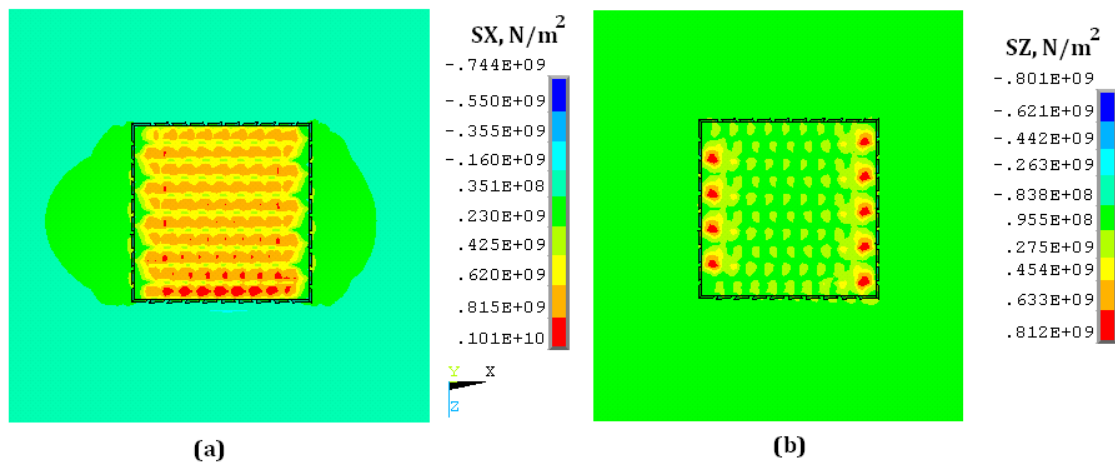 SX, N/m²
-.744E+09
-.550E+09
-.355E+09
-.160E+09
.351E+08
.230E+09
.425E+09
.620E+09
.815E+09
.101E+10
Y X
Z
(a)
SZ, N/m²
-.801E+09
-.621E+09
-.442E+09
-.263E+09
-.838E+08
.955E+08
.275E+09
.454E+09
.633E+09
.812E+09
(b)